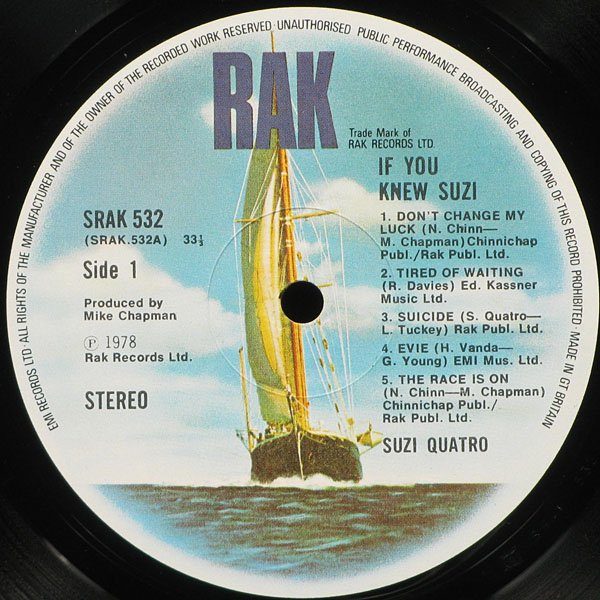 EMI RECORDS LTD · ALL RIGHTS OF THE MANUFACTURER AND OF THE OWNER OF THE RECORDED WORK RESERVED · UNAUTHORISED PUBLIC PERFORMANCE BROADCASTING AND COPYING OF THIS RECORD PROHIBITED · MADE IN GT BRITAIN
RAK
Trade Mark of
RAK RECORDS LTD.
IF YOU
KNEW SUZI
SRAK 532
(SRAK.532A) 33⅓
Side 1
Produced by
Mike Chapman
Ⓟ 1978
Rak Records Ltd.
STEREO
1. DON'T CHANGE MY
LUCK (N. Chinn—
M. Chapman) Chinnichap
Publ./Rak Publ. Ltd.
2. TIRED OF WAITING
(R. Davies) Ed. Kassner
Music Ltd.
3. SUICIDE (S. Quatro—
L. Tuckey) Rak Publ. Ltd.
4. EVIE (H. Vanda—
G. Young) EMI Mus. Ltd.
5. THE RACE IS ON
(N. Chinn—M. Chapman)
Chinnichap Publ./
Rak Publ. Ltd.
SUZI QUATRO